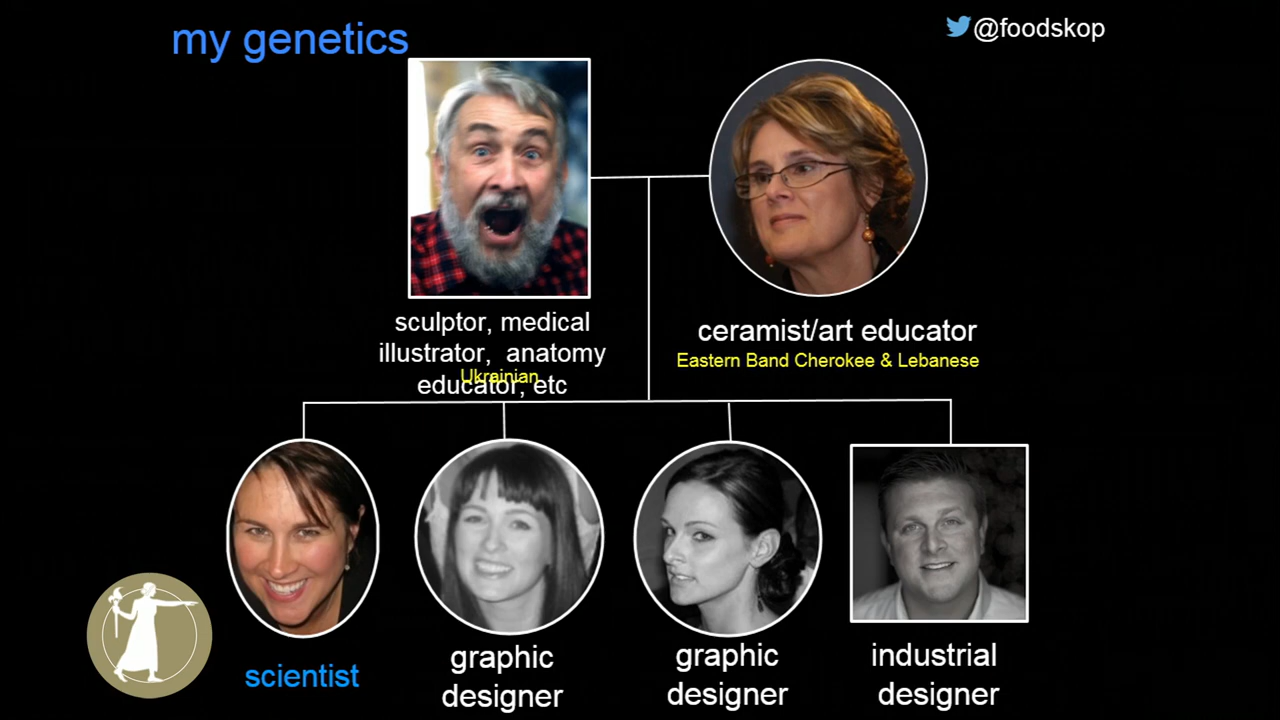 my genetics
@foodskop
sculptor, medical
illustrator, anatomy
educator, etc
Ukrainian
ceramist/art educator
Eastern Band Cherokee & Lebanese
scientist
graphic
designer
graphic
designer
industrial
designer